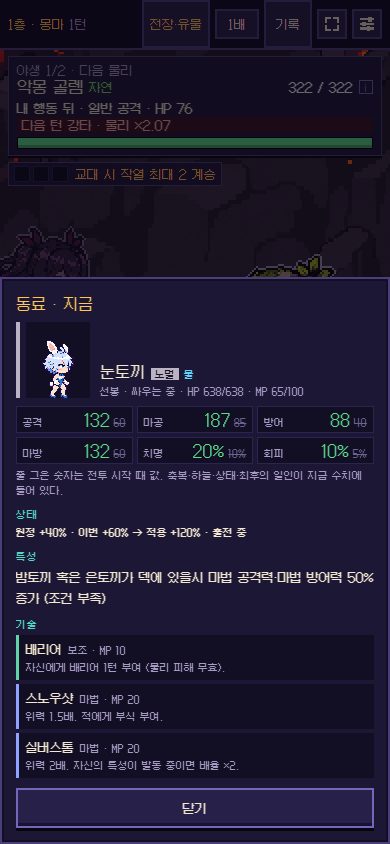 1층 · 몽마 1턴
전장·유물
1배
기록
야생 1/2 · 다음 물리
악몽 골렘 자연
322 / 322
내 행동 뒤 · 일반 공격 · HP 76
다음 턴 강타 · 물리 ×2.07
교대 시 작열 최대 2 계승
동료 · 지금
눈토끼 노멀 물
선봉 · 싸우는 중 · HP 638/638 · MP 65/100
공격 132 60
마공 187 85
방어 88 40
마방 132 60
치명 20% 10%
회피 10% 5%
줄 그은 숫자는 전투 시작 때 값. 축복·하늘·상태·최후의 일인이 지금 수치에
들어 있다.
상태
원정 +40% · 이번 +60% → 적용 +120% · 출전 중
특성
밤토끼 혹은 은토끼가 덱에 있을시 마법 공격력·마법 방어력 50%
증가 (조건 부족)
기술
배리어 보조 · MP 10
자신에게 배리어 1턴 부여 (물리 피해 무효).
스노우샷 마법 · MP 20
위력 1.5배. 적에게 부식 부여.
실버스톰 마법 · MP 20
위력 2배. 자신의 특성이 발동 중이면 배율 ×2.
닫기